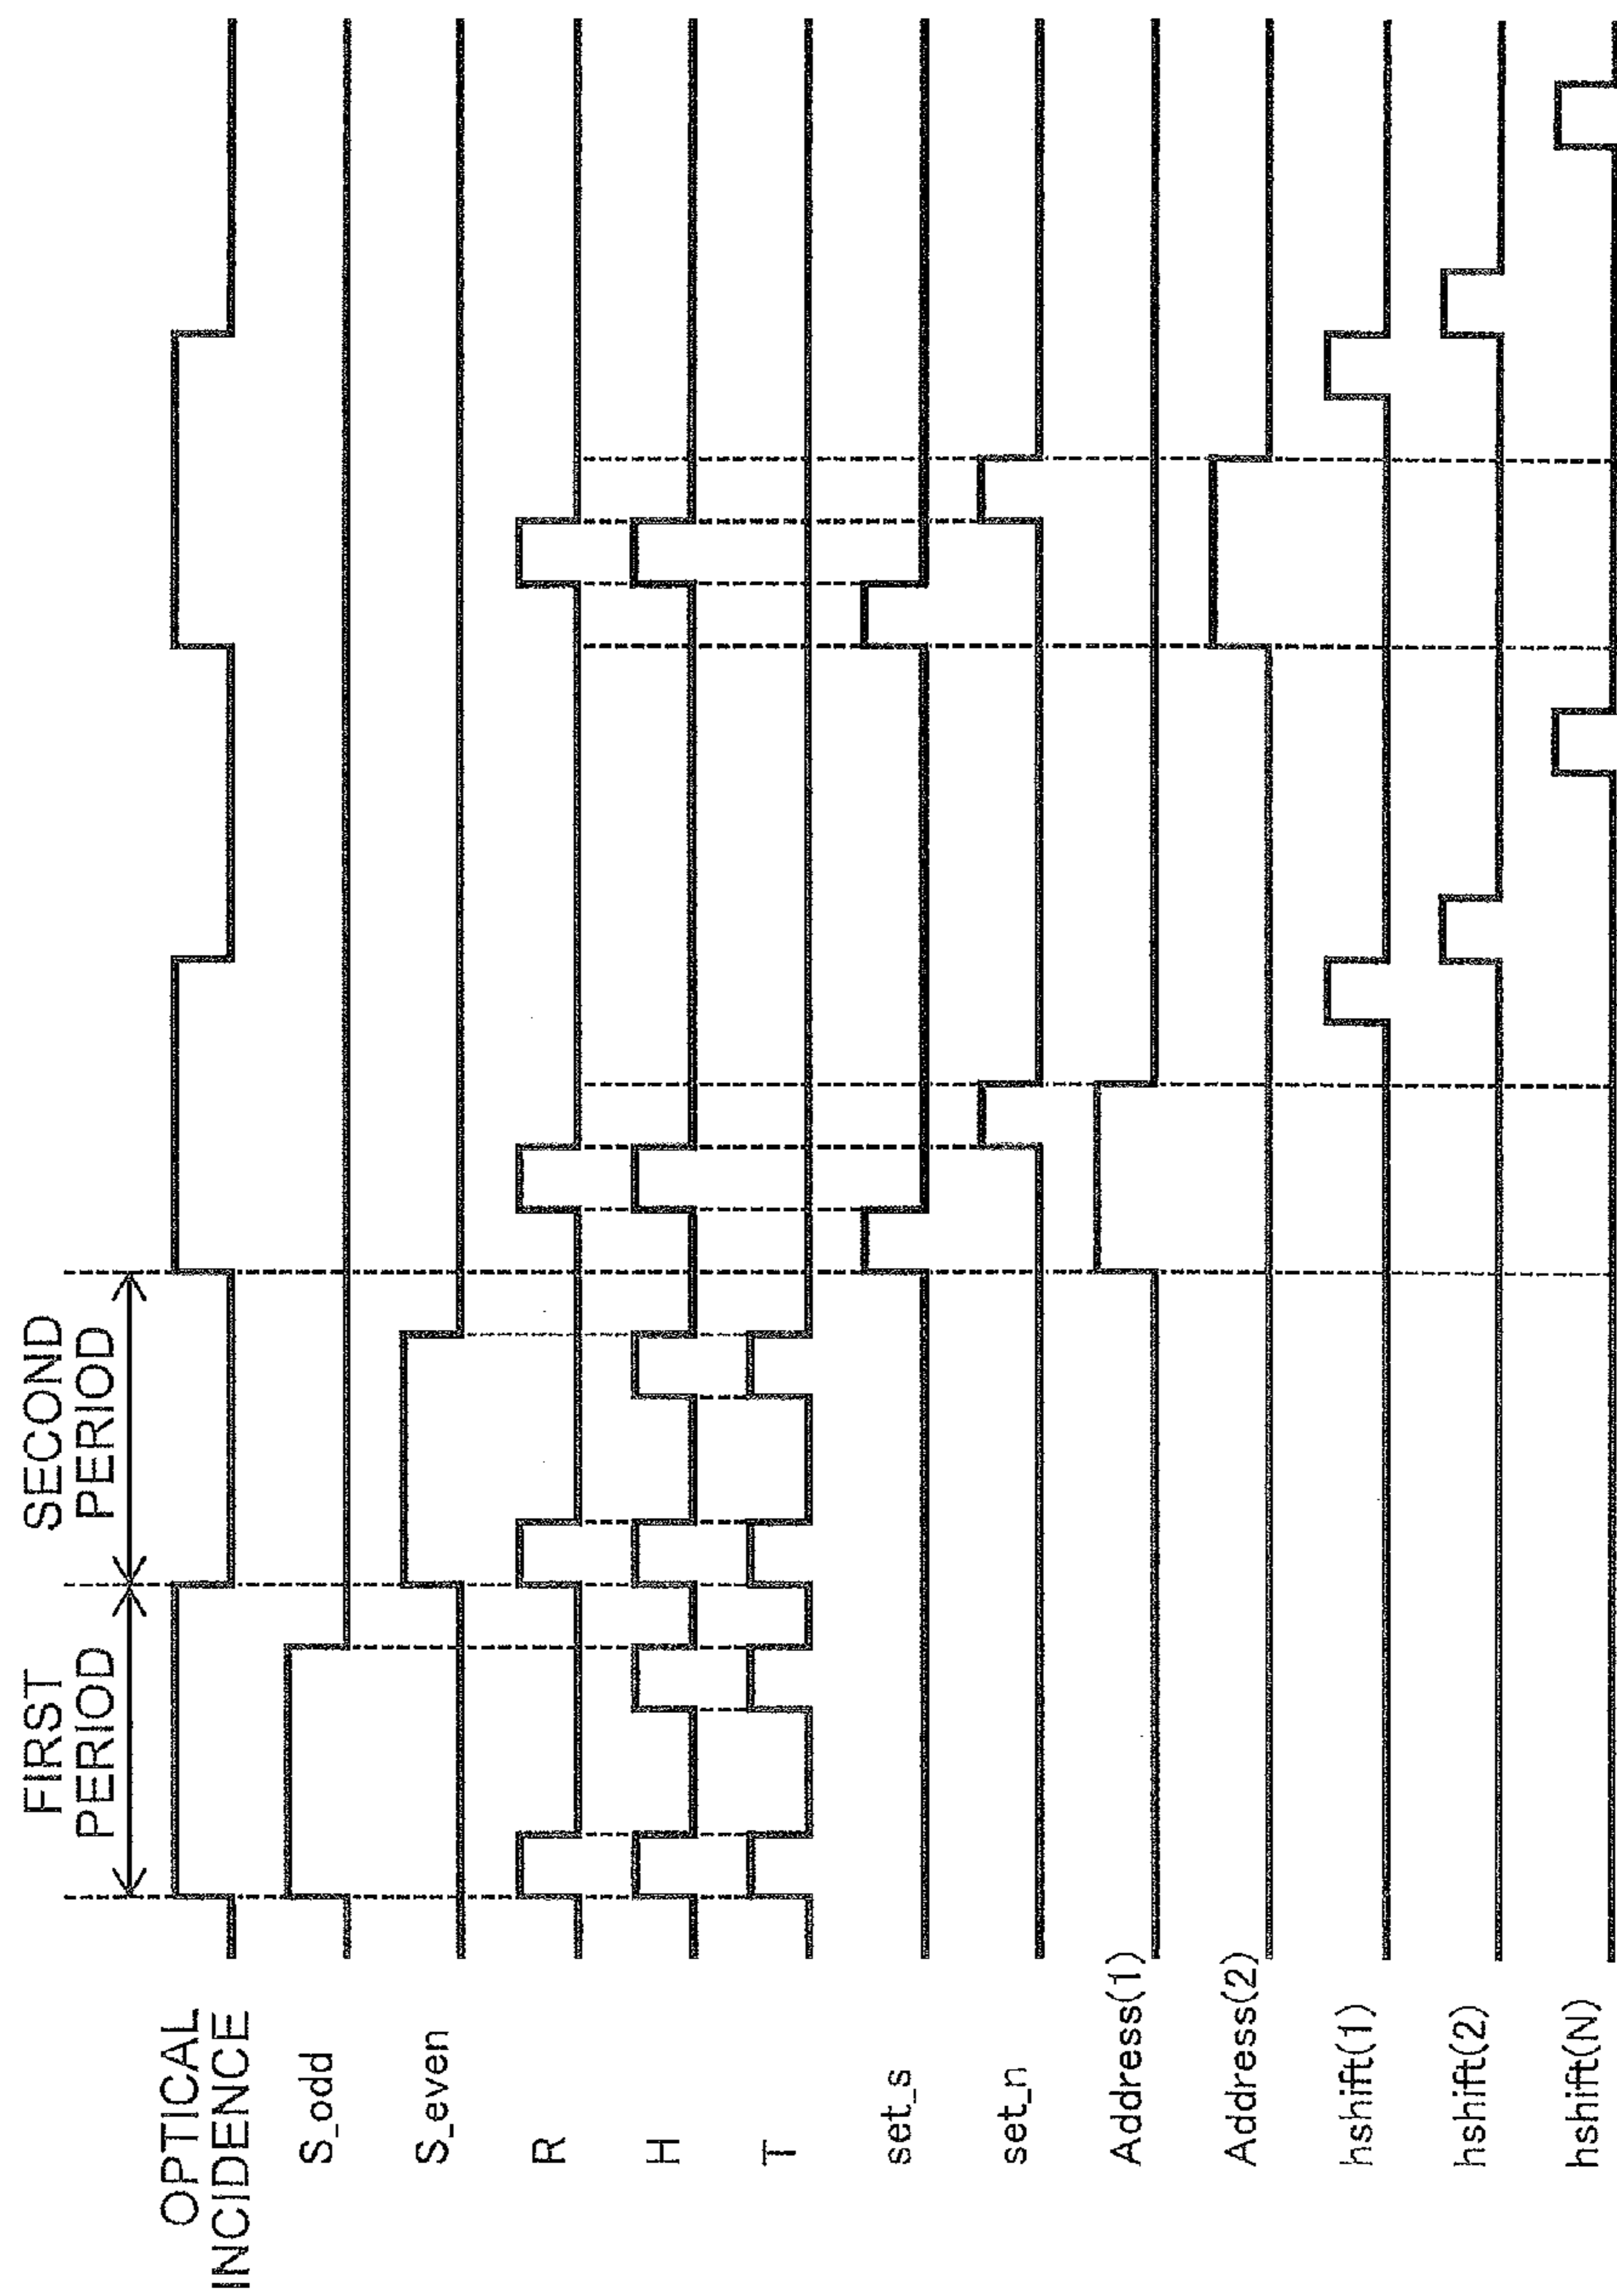 FIRST
PERIOD
SECOND
PERIOD
OPTICAL
INCIDENCE
S_odd
S_even
R
H
T
set_s
set_n
Address(1)
Address(2)
hshift(1)
hshift(2)
hshift(N)